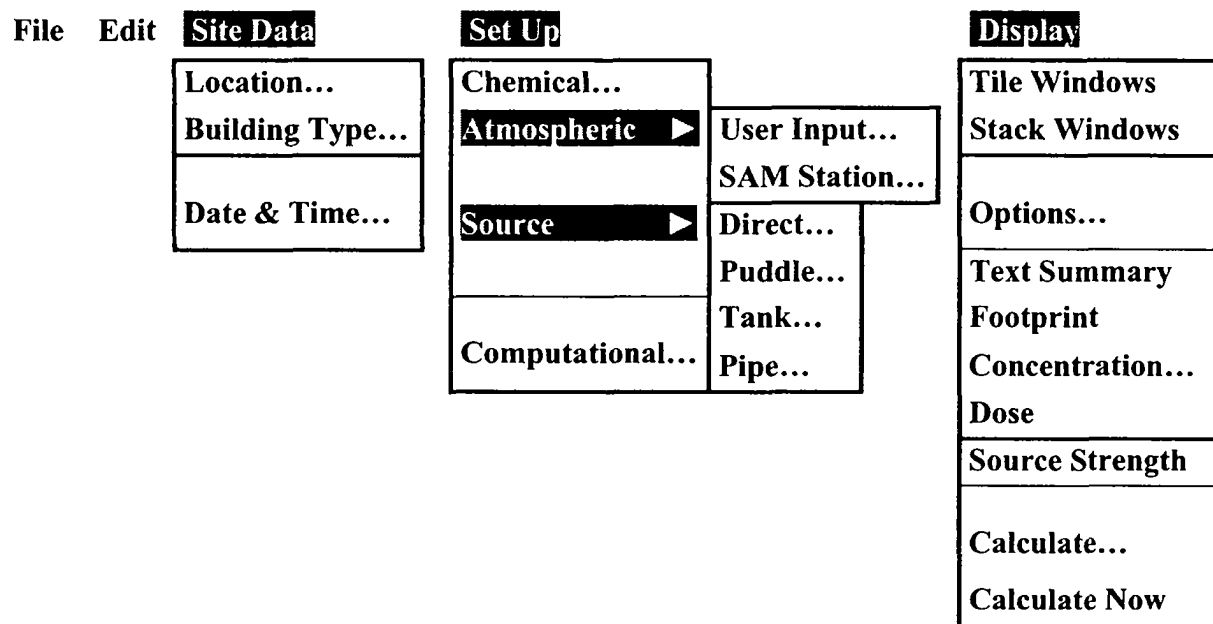 File Edit Site Data Set Up Display
Location...
Building Type...
Date & Time...
Chemical...
Atmospheric ▶
Source ▶
Computational...
User Input...
SAM Station...
Direct...
Puddle...
Tank...
Pipe...
Tile Windows
Stack Windows
Options...
Text Summary
Footprint
Concentration...
Dose
Source Strength
Calculate...
Calculate Now